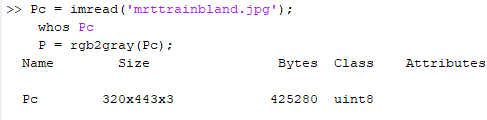 >> Pc = imread('mrttrainbland.jpg');
whos Pc
P = rgb2gray(Pc);
Name Size Bytes Class Attributes
Pc 320x443x3 425280 uint8